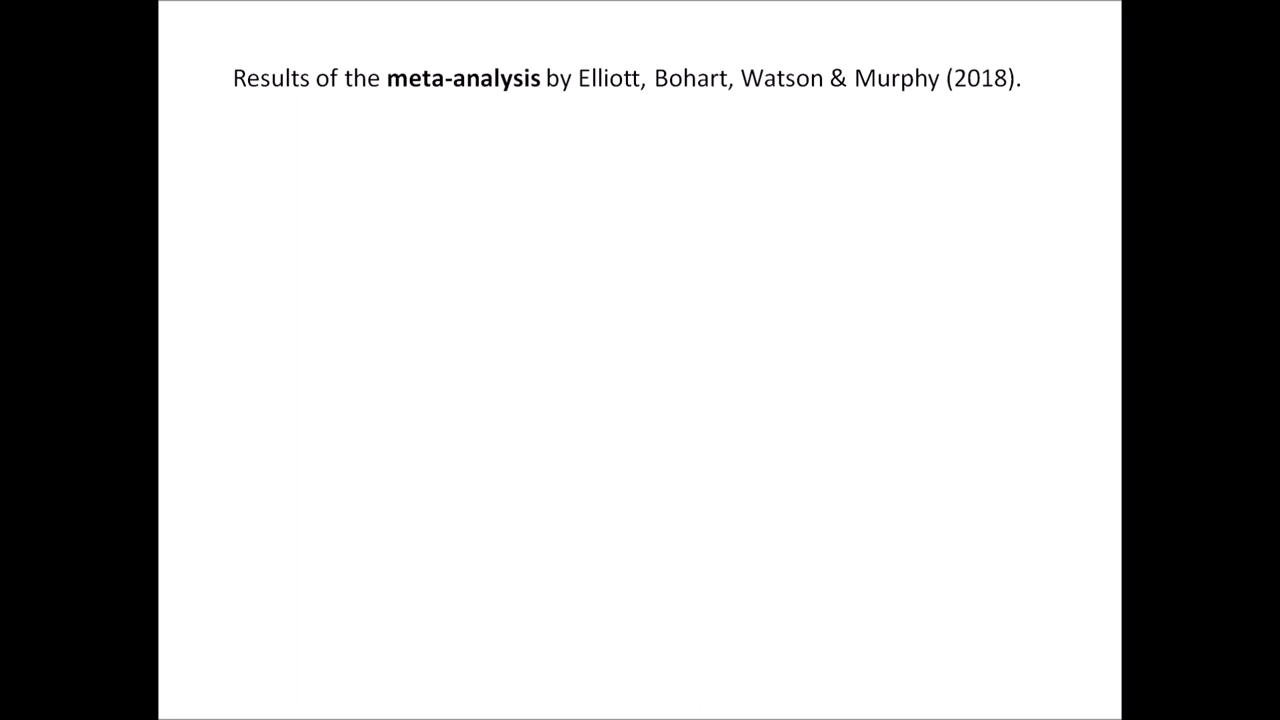 Results of the meta-analysis by Elliott, Bohart, Watson & Murphy (2018).